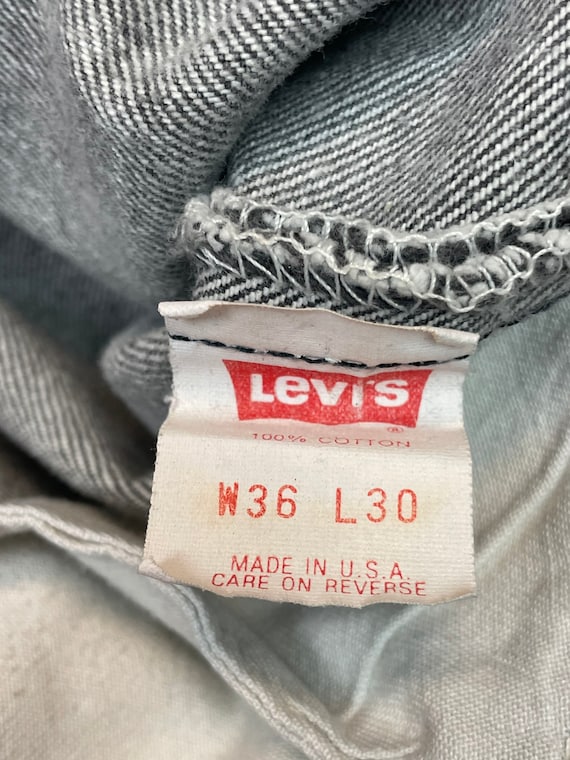 Levi's
®
100% COTTON
W36 L30
MADE IN U.S.A.
CARE ON REVERSE